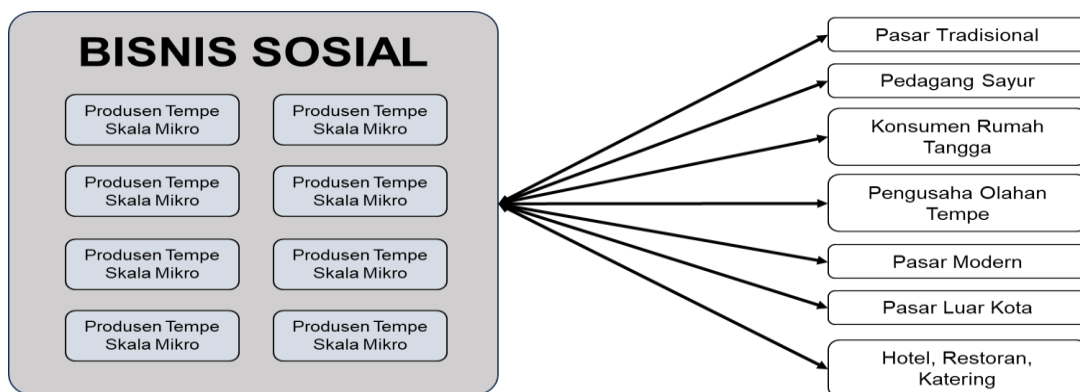 BISNIS SOSIAL
Produsen Tempe
Skala Mikro
Produsen Tempe
Skala Mikro
Produsen Tempe
Skala Mikro
Produsen Tempe
Skala Mikro
Produsen Tempe
Skala Mikro
Produsen Tempe
Skala Mikro
Produsen Tempe
Skala Mikro
Produsen Tempe
Skala Mikro
Pasar Tradisional
Pedagang Sayur
Konsumen Rumah
Tangga
Pengusaha Olahan
Tempe
Pasar Modern
Pasar Luar Kota
Hotel, Restoran,
Katering